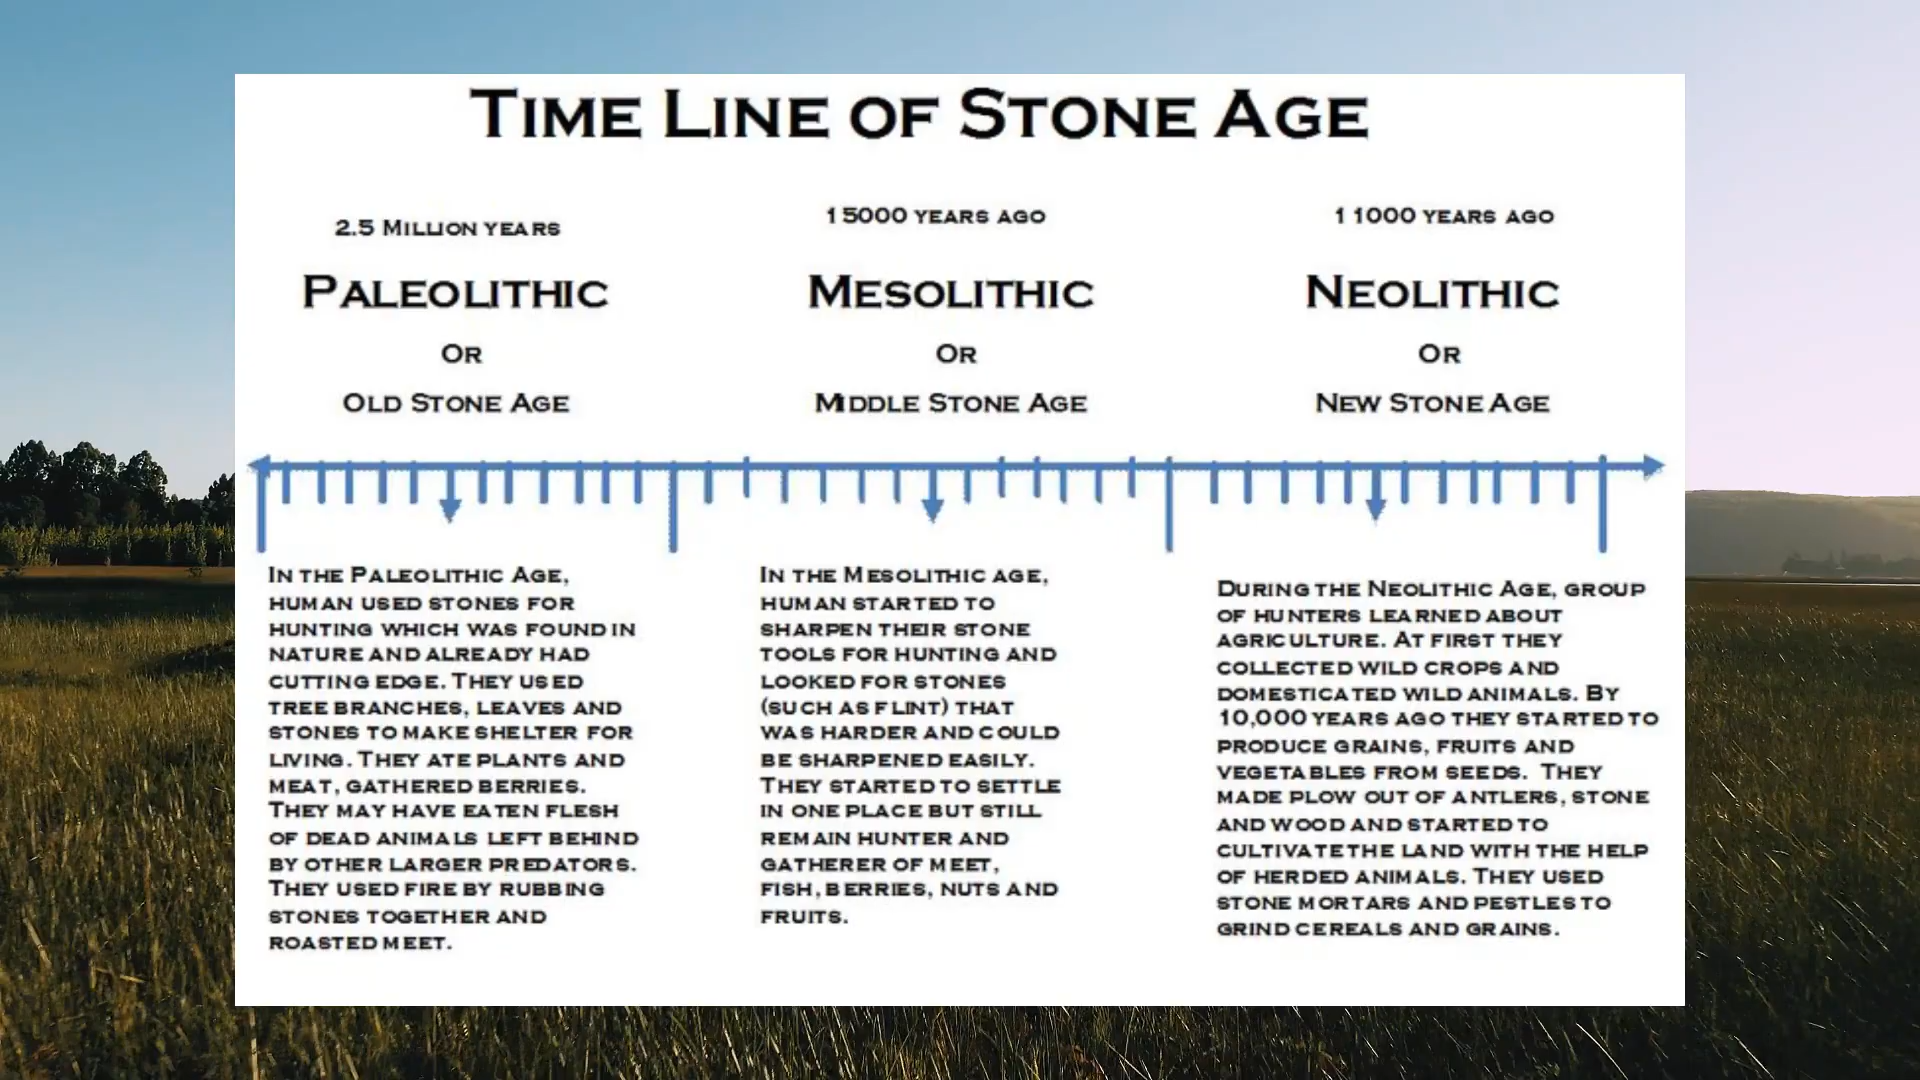 TIME LINE OF STONE AGE
2.5 MILLION YEARS
PALEOLITHIC
OR
OLD STONE AGE
15000 YEARS AGO
MESOLITHIC
OR
MIDDLE STONE AGE
11000 YEARS AGO
NEOLITHIC
OR
NEW STONE AGE
IN THE PALEOLITHIC AGE,
HUMAN USED STONES FOR
HUNTING WHICH WAS FOUND IN
NATURE AND ALREADY HAD
CUTTING EDGE. THEY USED
TREE BRANCHES, LEAVES AND
STONES TO MAKE SHELTER FOR
LIVING. THEY ATE PLANTS AND
MEAT, GATHERED BERRIES.
THEY MAY HAVE EATEN FLESH
OF DEAD ANIMALS LEFT BEHIND
BY OTHER LARGER PREDATORS.
THEY USED FIRE BY RUBBING
STONES TOGETHER AND
ROASTED MEET.
IN THE MESOLITHIC AGE,
HUMAN STARTED TO
SHARPEN THEIR STONE
TOOLS FOR HUNTING AND
LOOKED FOR STONES
(SUCH AS FLINT) THAT
WAS HARDER AND COULD
BE SHARPENED EASILY.
THEY STARTED TO SETTLE
IN ONE PLACE BUT STILL
REMAIN HUNTER AND
GATHERER OF MEET,
FISH, BERRIES, NUTS AND
FRUITS.
DURING THE NEOLITHIC AGE, GROUP
OF HUNTERS LEARNED ABOUT
AGRICULTURE. AT FIRST THEY
COLLECTED WILD CROPS AND
DOMESTICATED WILD ANIMALS. BY
10,000 YEARS AGO THEY STARTED TO
PRODUCE GRAINS, FRUITS AND
VEGETABLES FROM SEEDS. THEY
MADE PLOW OUT OF ANTLERS, STONE
AND WOOD AND STARTED TO
CULTIVATE THE LAND WITH THE HELP
OF HERDED ANIMALS. THEY USED
STONE MORTARS AND PESTLES TO
GRIND CEREALS AND GRAINS.